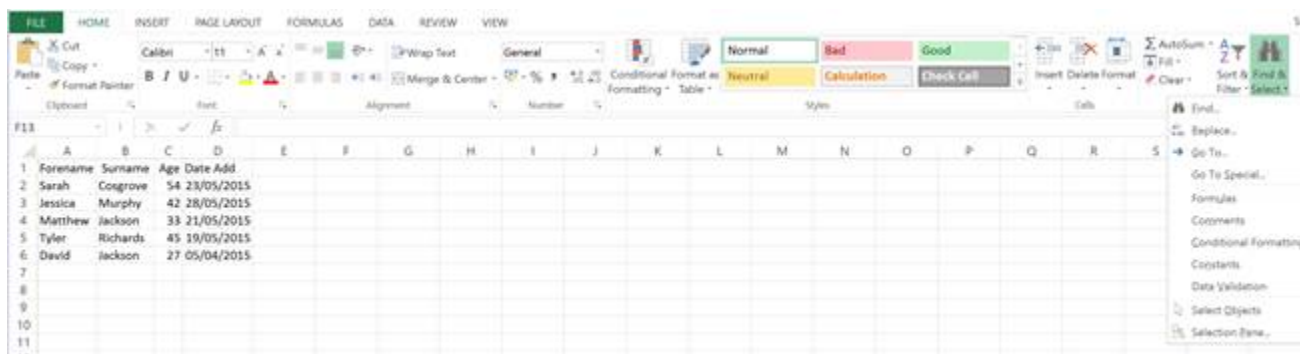 FILE HOME INSERT PAGE LAYOUT FORMULAS DATA REVIEW VIEW S
Cut Calibri 11 A A Wrap Text General Normal Bad Good AutoSum
Copy Fill
Paste Format Painter B I U A Merge & Center % Conditional Formatting Format as Table Neutral Calculation Check Cell Insert Delete Format Clear Sort & Filter Find & Select
Clipboard Font Alignment Number Styles Cells
F13 fx
A B C D E F G H I J K L M N O P Q R S
1 Forename Surname Age Date Add
2 Sarah Cosgrove 54 23/05/2015
3 Jessica Murphy 42 28/05/2015
4 Matthew Jackson 33 21/05/2015
5 Tyler Richards 45 19/05/2015
6 David Jackson 27 05/04/2015
7
8
9
10
11
Find...
Replace...
Go To...
Go To Special...
Formulas
Comments
Conditional Formatting
Constants
Data Validation
Select Objects
Selection Pane...